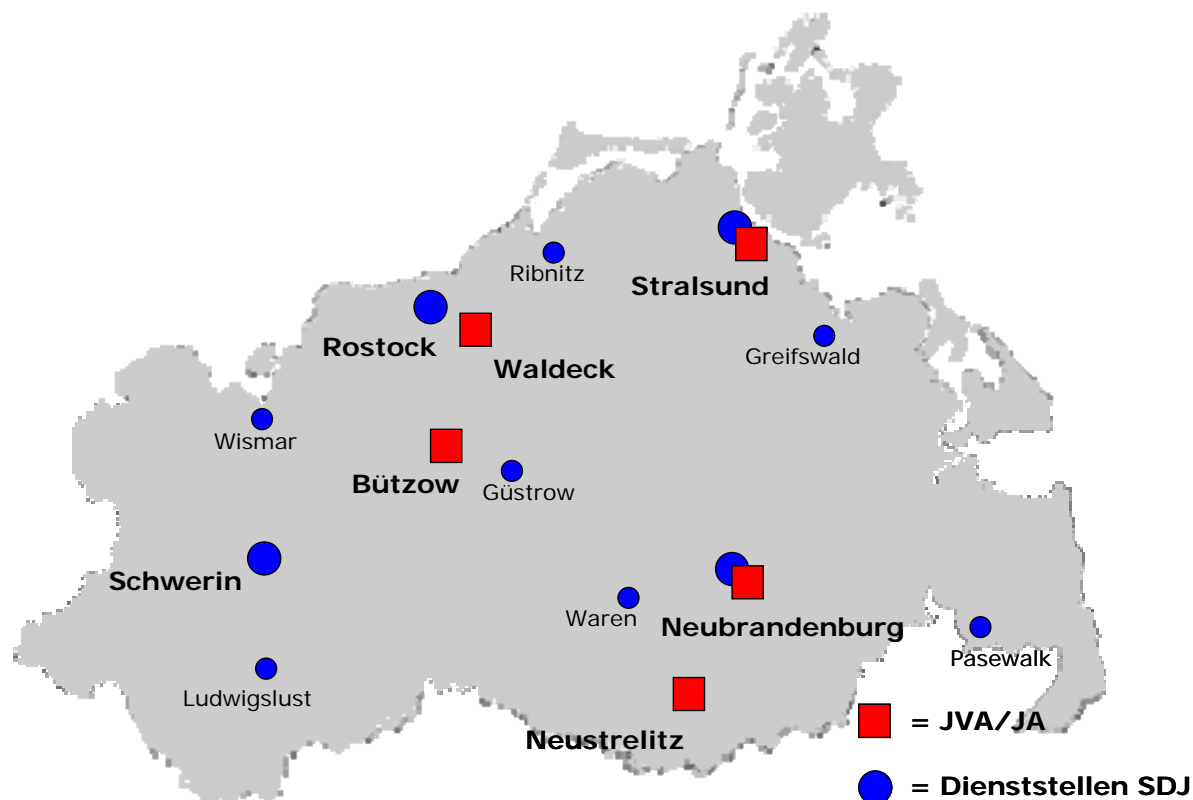 Ribnitz
Stralsund
Rostock
Greifswald
Waldeck
Wismar
Bützow
Güstrow
Schwerin
Waren
Neubrandenburg
Pasewalk
Ludwigslust
= JVA/JA
Neustrelitz
= Dienststellen SDJ